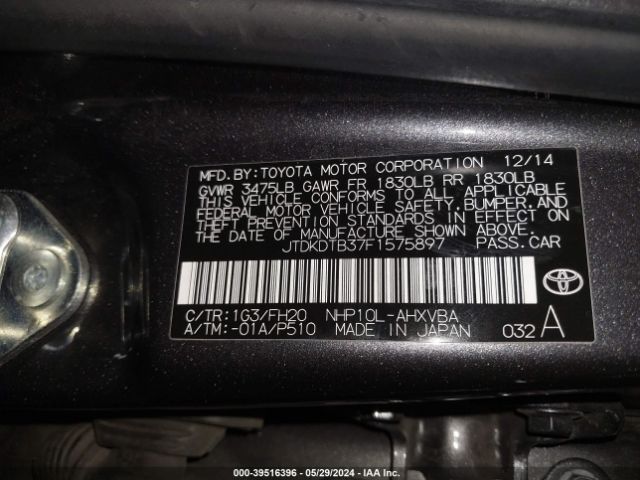 MFD.BY:TOYOTA MOTOR CORPORATION 12/14
GVWR 3475LB GAWR FR 1830LB RR 1830LB
THIS VEHICLE CONFORMS TO ALL APPLICABLE
FEDERAL MOTOR VEHICLE SAFETY, BUMPER, AND
THEFT PREVENTION STANDARDS IN EFFECT ON
THE DATE OF MANUFACTURE SHOWN ABOVE.
JTDKDTB37F1575897 PASS.CAR
C/TR:1G3/FH20 NHP10L-AHXVBA
A/TM:-01A/P510 MADE IN JAPAN 032 A
000-39516396 - 05/29/2024 - IAA Inc.